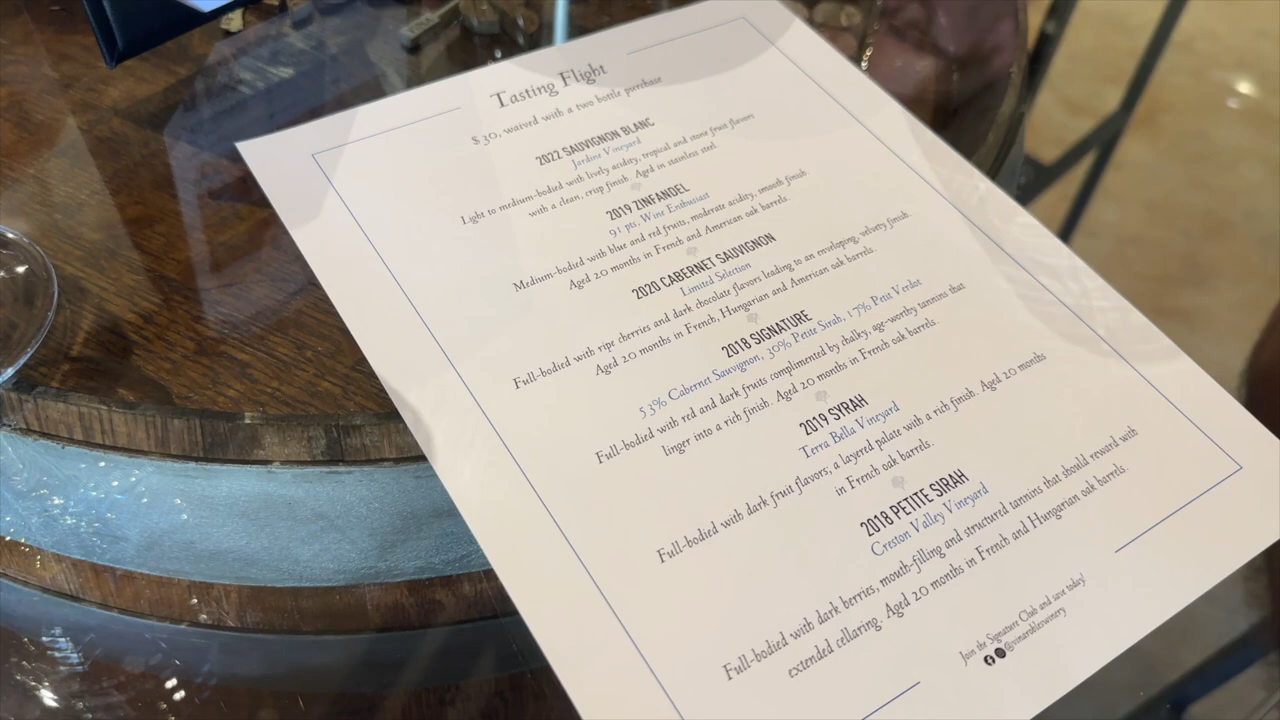 Tasting Flight
$30, waived with a two bottle purchase
2022 SAUVIGNON BLANC
Jardine Vineyard
Light to medium-bodied with lively acidity, tropical and stone fruit flavors
with a clean, crisp finish. Aged in stainless steel
2019 ZINFANDEL
91 pts, Wine Enthusiast
Medium-bodied with blue and red fruits, moderate acidity, smooth finish.
Aged 20 months in French and American oak barrels.
2020 CABERNET SAUVIGNON
Limited Selection
Full-bodied with ripe cherries and dark chocolate flavors leading to an enveloping, velvety finish.
Aged 20 months in French, Hungarian and American oak barrels.
2018 SIGNATURE
53% Cabernet Sauvignon, 30% Petite Sirah, 17% Petit Verdot
Full-bodied with red and dark fruits complimented by chalky, age-worthy tannins that
linger into a rich finish. Aged 20 months in French oak barrels.
2019 SYRAH
Terra Bella Vineyard
Full-bodied with dark fruit flavors; a layered palate with a rich finish. Aged 20 months
in French oak barrels.
2018 PETITE SIRAH
Creston Valley Vineyard
Full-bodied with dark berries, mouth-filling and structured tannins that should reward with
extended cellaring. Aged 20 months in French and Hungarian oak barrels.
Join the Signature Club and save today!
@vinarobleswinery